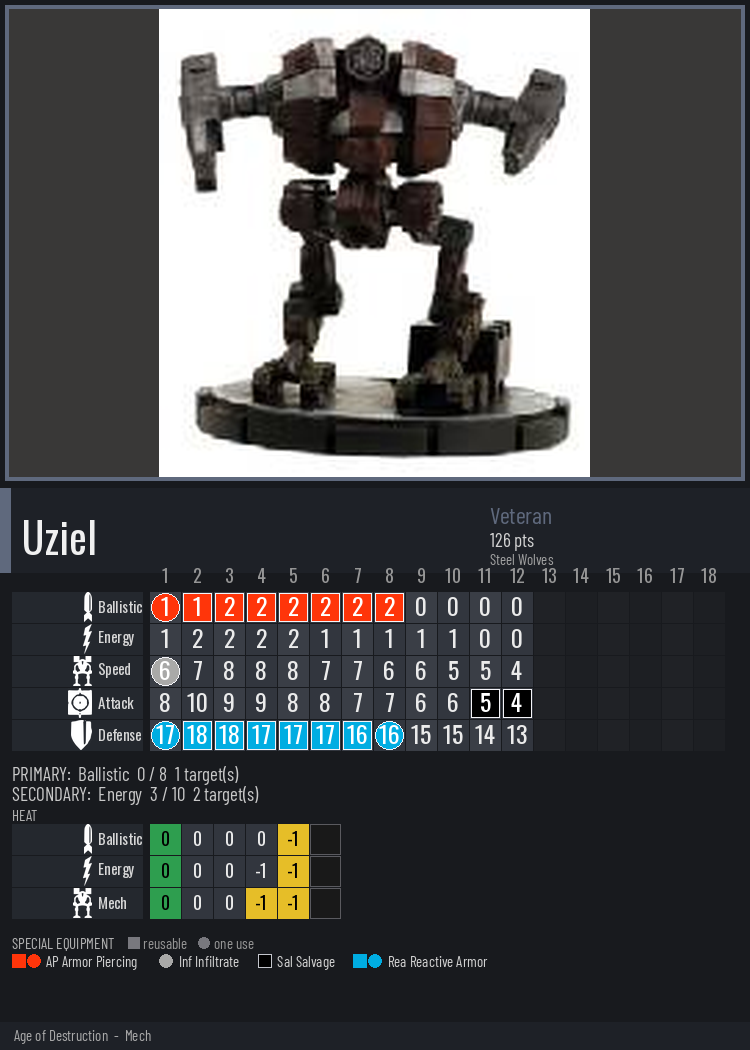 Uziel
Veteran
126 pts
Steel Wolves
1 2 3 4 5 6 7 8 9 10 11 12 13 14 15 16 17 18
Ballistic 1 1 2 2 2 2 2 2 0 0 0 0
Energy 1 2 2 2 2 1 1 1 1 1 0 0
Speed 6 7 8 8 8 7 7 6 6 5 5 4
Attack 8 10 9 9 8 8 7 7 6 6 5 4
Defense 17 18 18 17 17 17 16 16 15 15 14 13
PRIMARY: Ballistic 0 / 8 1 target(s)
SECONDARY: Energy 3 / 10 2 target(s)
HEAT
Ballistic 0 0 0 0 -1
Energy 0 0 0 -1 -1
Mech 0 0 0 -1 -1
SPECIAL EQUIPMENT reusable one use
AP Armor Piercing Inf Infiltrate Sal Salvage Rea Reactive Armor
Age of Destruction - Mech